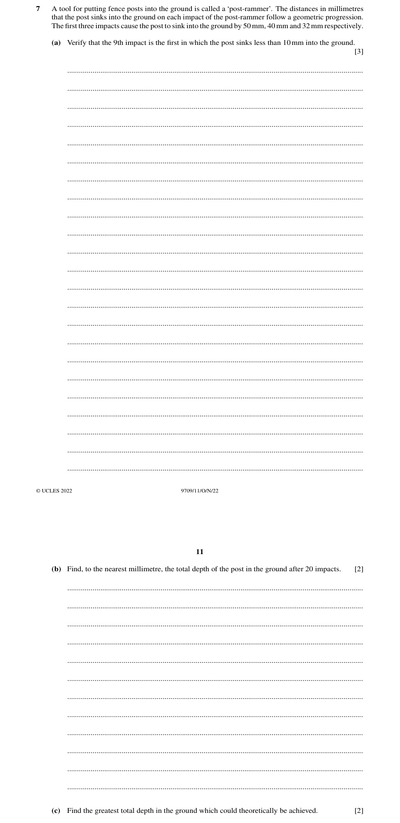 7 A tool for putting fence posts into the ground is called a ‘post-rammer’. The distances in millimetres
that the post sinks into the ground on each impact of the post-rammer follow a geometric progression.
The first three impacts cause the post to sink into the ground by 50 mm, 40 mm and 32 mm respectively.
(a) Verify that the 9th impact is the first in which the post sinks less than 10 mm into the ground.
[3]
© UCLES 2022 9709/11/O/N/22
11
(b) Find, to the nearest millimetre, the total depth of the post in the ground after 20 impacts. [2]
(c) Find the greatest total depth in the ground which could theoretically be achieved. [2]